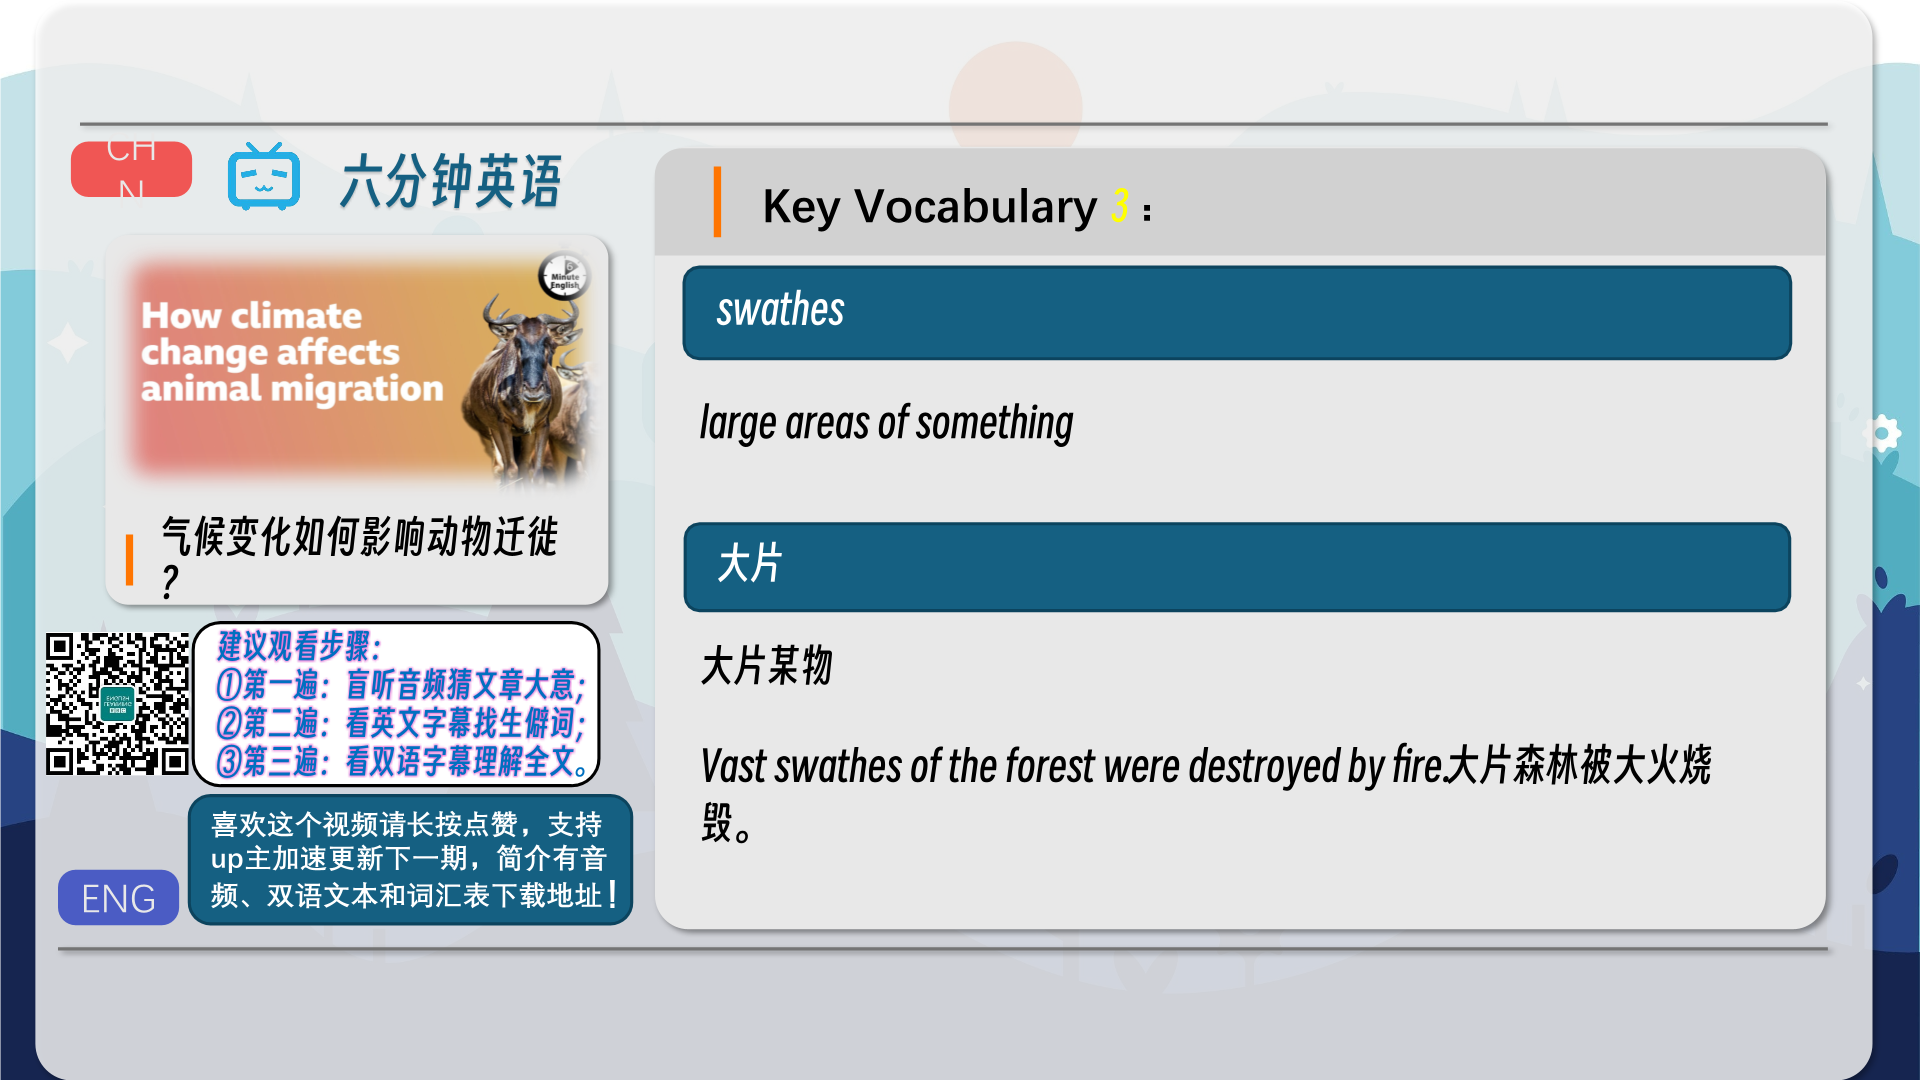 CH
N
六分钟英语
6
Minute
English
How climate
change affects
animal migration
气候变化如何影响动物迁徙
?
建议观看步骤：
①第一遍：盲听音频猜文章大意；
②第二遍：看英文字幕找生僻词；
③第三遍：看双语字幕理解全文。
喜欢这个视频请长按点赞，支持
up主加速更新下一期，简介有音
频、双语文本和词汇表下载地址！
ENG
Key Vocabulary 3：
swathes
large areas of something
大片
大片某物
Vast swathes of the forest were destroyed by fire.大片森林被大火烧
毁。